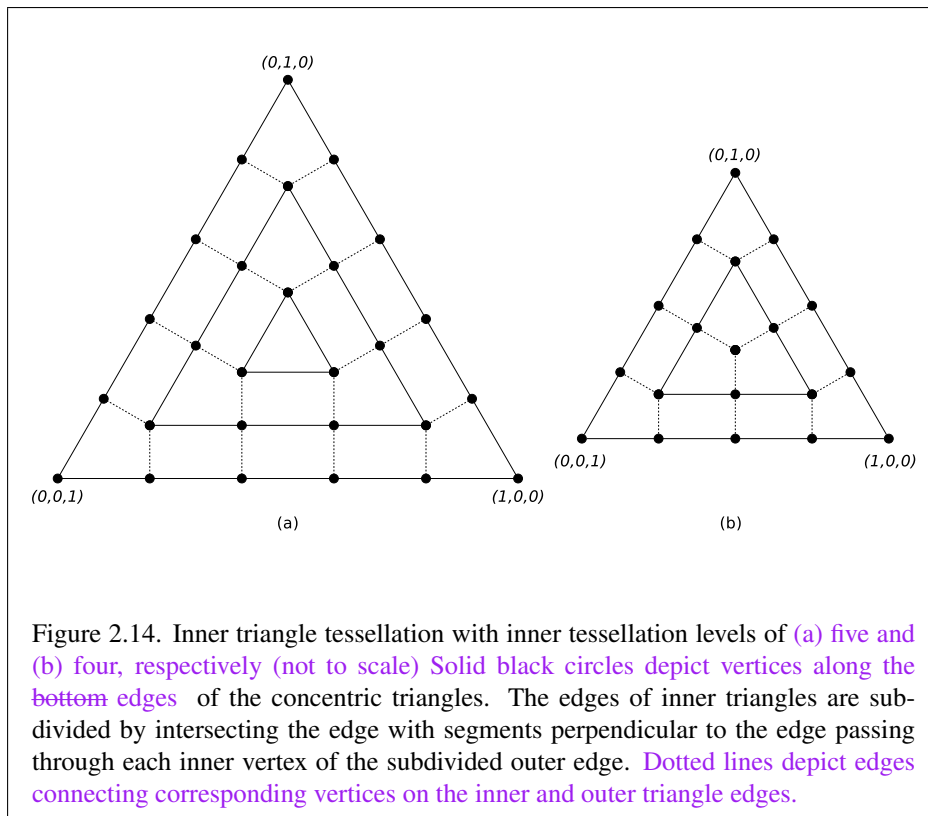 (0,1,0)
(0,1,0)
(0,0,1)
(1,0,0)
(0,0,1)
(1,0,0)
(a)
(b)
Figure 2.14. Inner triangle tessellation with inner tessellation levels of (a) five and
(b) four, respectively (not to scale) Solid black circles depict vertices along the
bottom edges of the concentric triangles. The edges of inner triangles are sub-
divided by intersecting the edge with segments perpendicular to the edge passing
through each inner vertex of the subdivided outer edge. Dotted lines depict edges
connecting corresponding vertices on the inner and outer triangle edges.